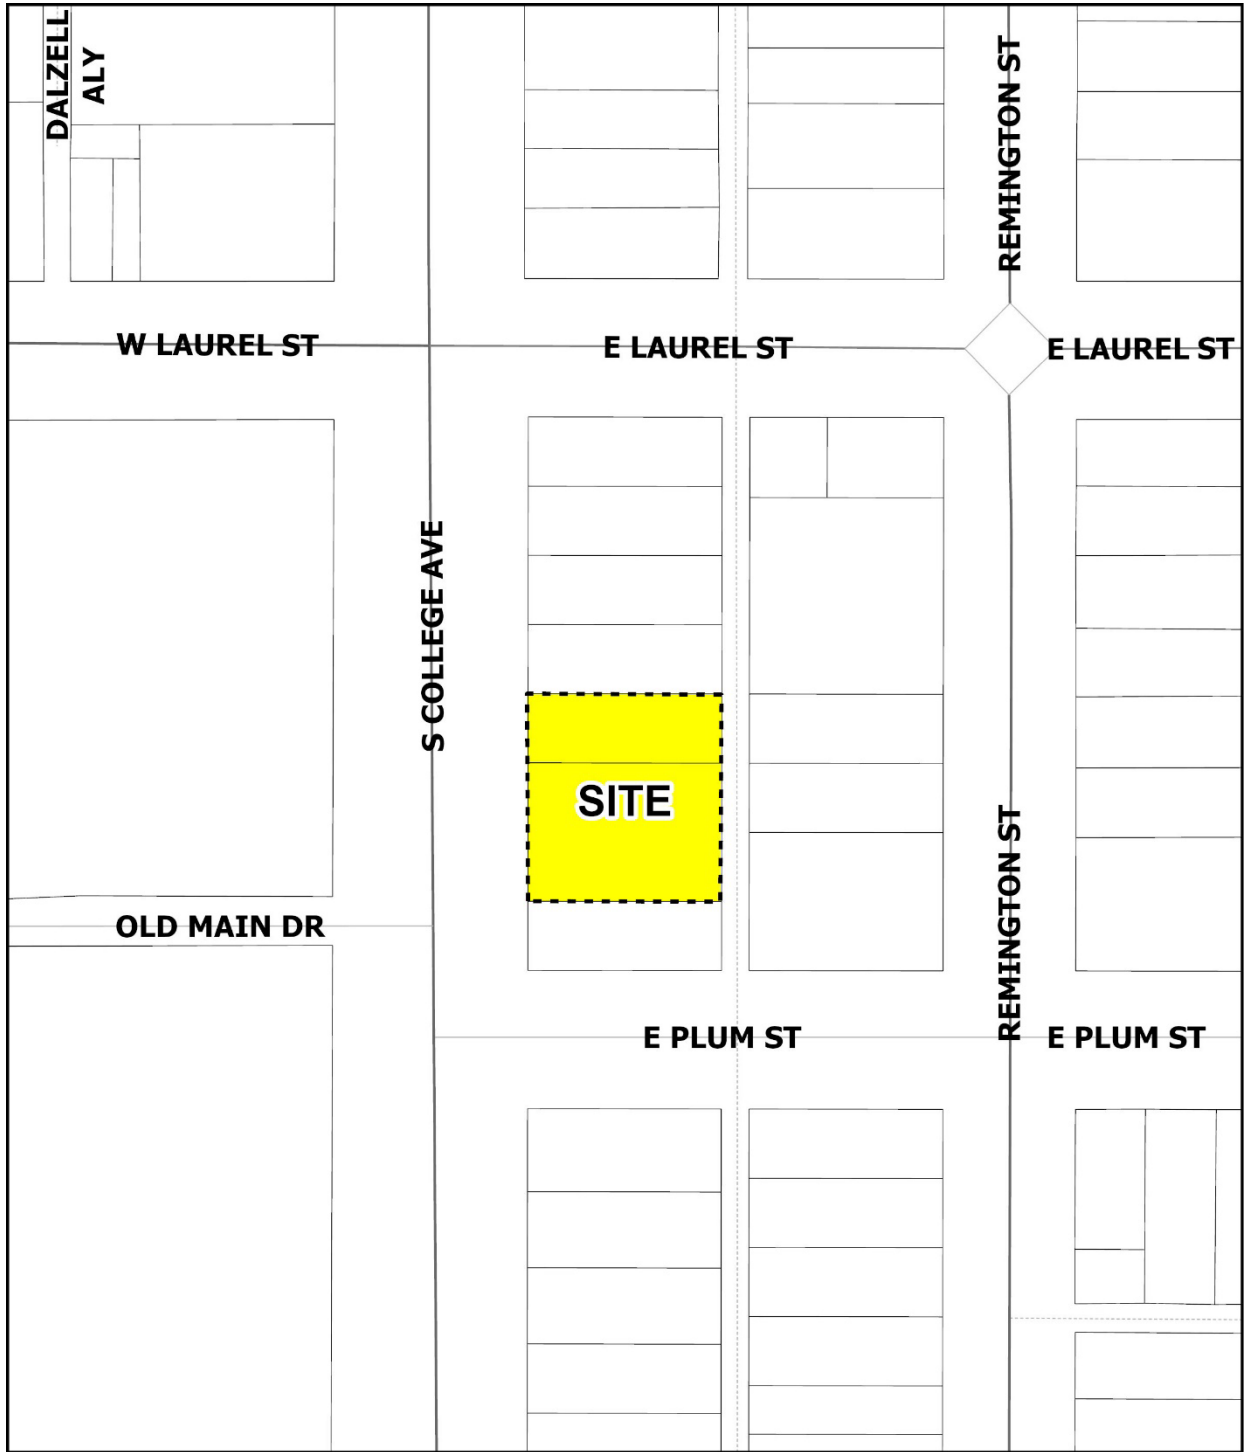 DALZELL
ALY
REMINGTON ST
W LAUREL ST
E LAUREL ST
E LAUREL ST
S COLLEGE AVE
SITE
REMINGTON ST
OLD MAIN DR
E PLUM ST
E PLUM ST